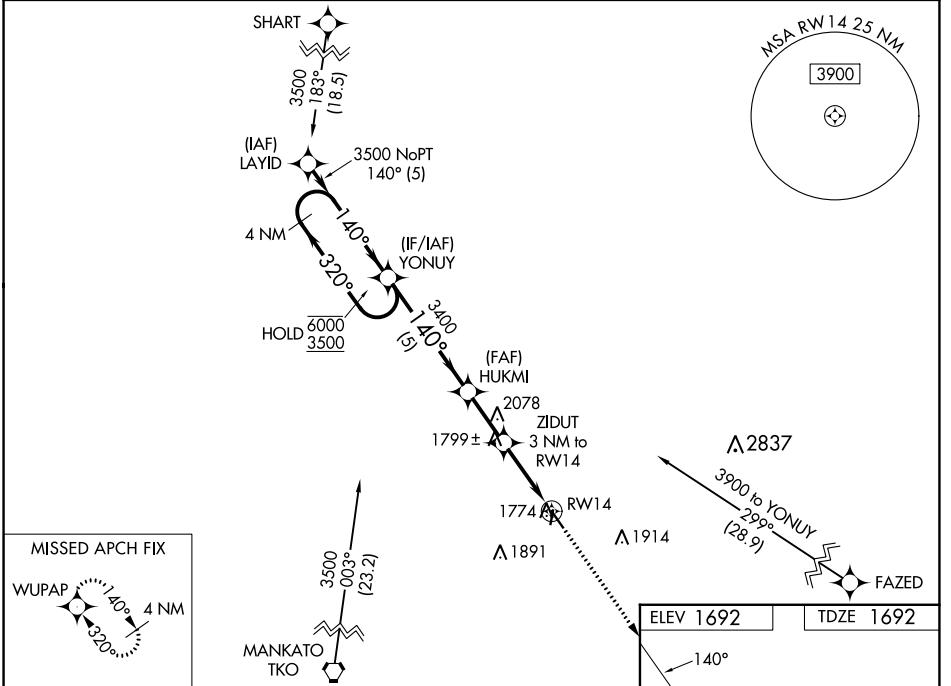 SHART
3500
183°
(18.5)
MSA RW14 25 NM
3900
(IAF)
LAYID
3500 NoPT
140° (5)
4 NM
140°
320°
(IF/IAF)
YONUY
HOLD
6000
3500
3400
140°
(5)
(FAF)
HUKMI
2078
1799±
ZIDUT
3 NM to
RW14
2837
3900 to YONUY
299°
(28.9)
1774
RW14
1891
1914
FAZED
3500
003°
(23.2)
MANKATO
TKO
MISSED APCH FIX
WUPAP
140°
320°
4 NM
ELEV 1692
TDZE 1692
140°